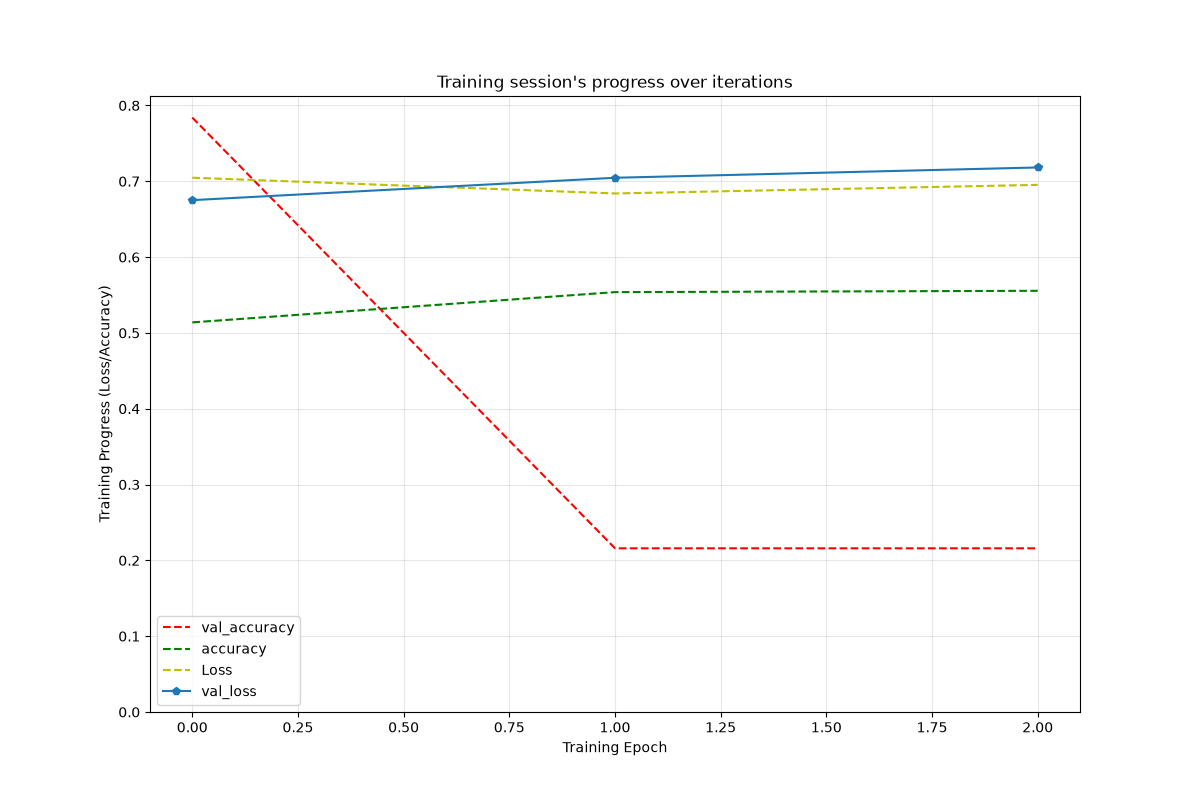 Training session's progress over iterations
Training Progress (Loss/Accuracy)
0.8
0.7
0.6
0.5
0.4
0.3
0.2
0.1
0.0
val_accuracy
accuracy
Loss
val_loss
0.00 0.25 0.50 0.75 1.00 1.25 1.50 1.75 2.00
Training Epoch